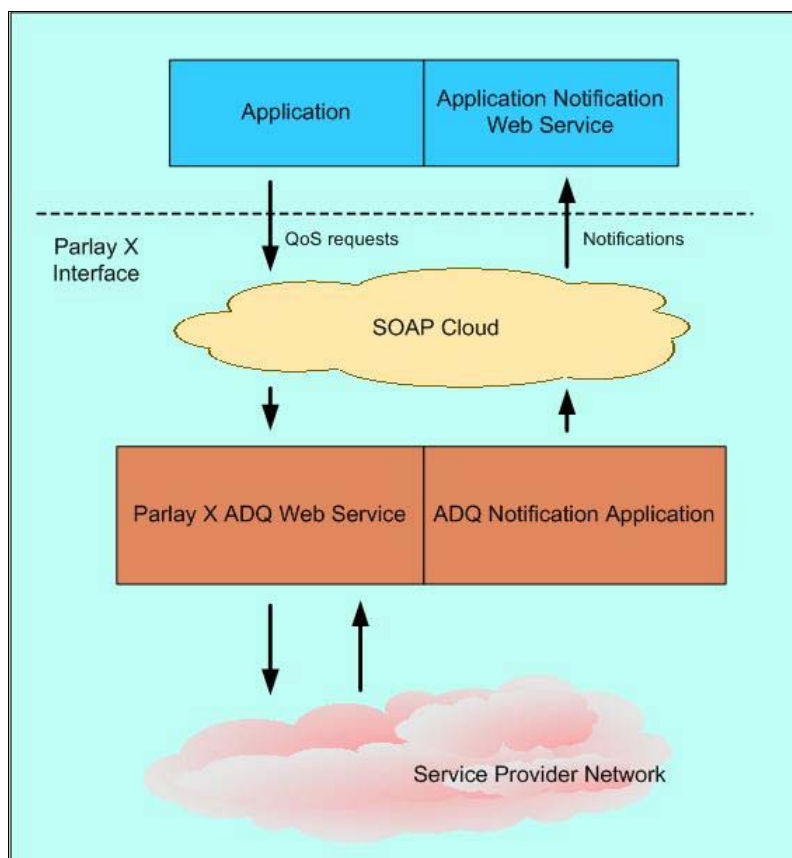 Application
Application Notification
Web Service
QoS requests
Notifications
Parlay X
Interface
SOAP Cloud
Parlay X ADQ Web Service
ADQ Notification Application
Service Provider Network